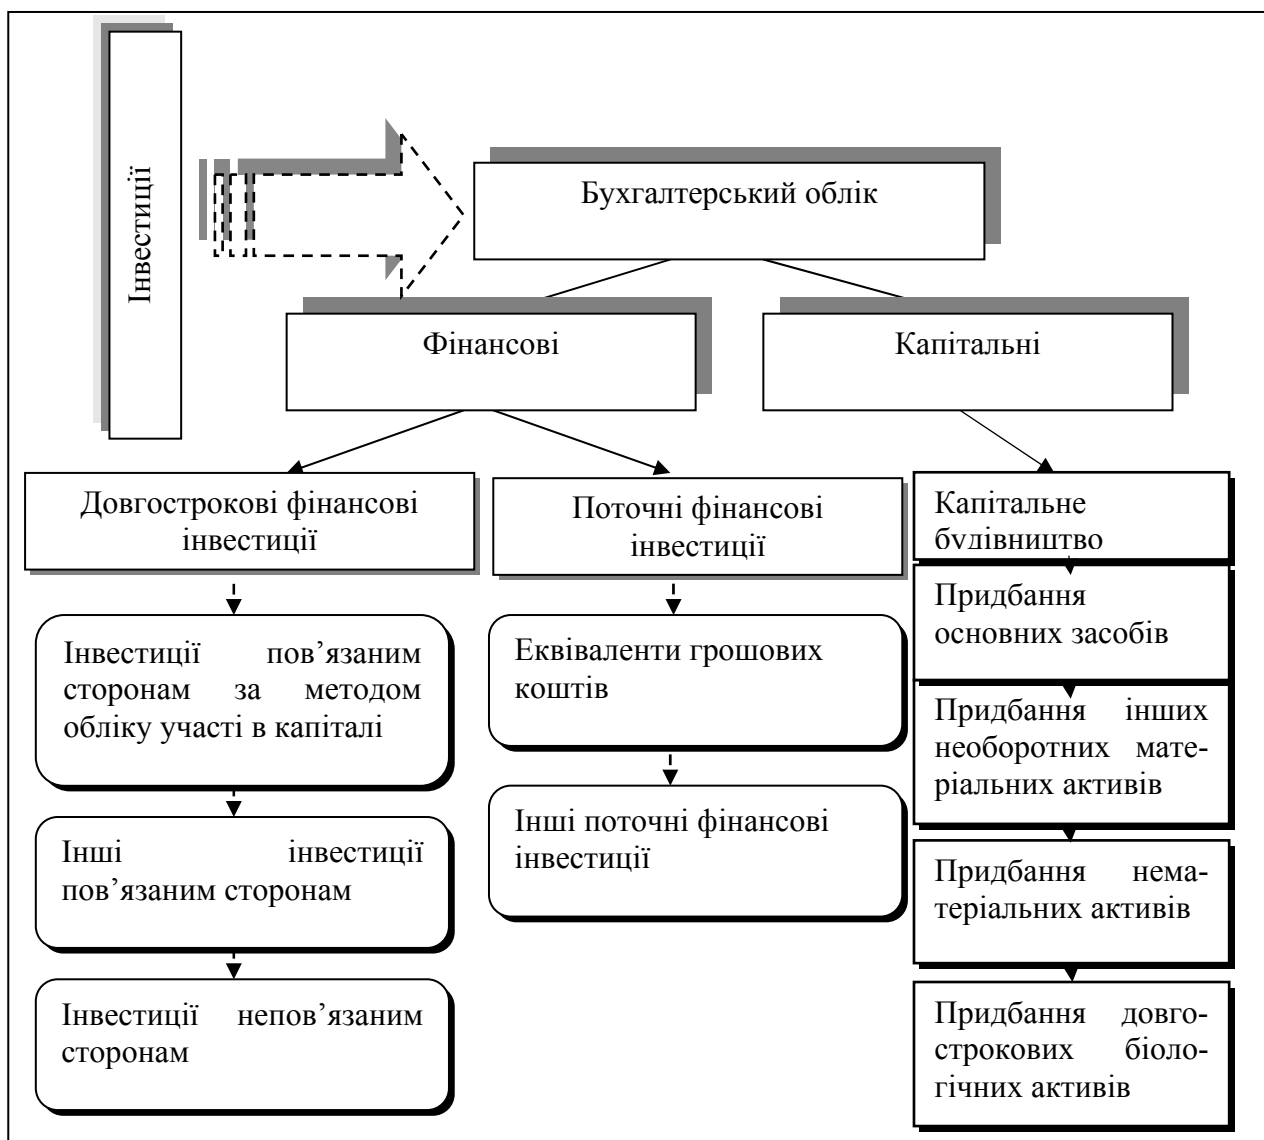 Інвестиції
Бухгалтерський облік
Фінансові
Капітальні
Довгострокові фінансові
інвестиції
Інвестиції пов’язаним
сторонам за методом
обліку участі в капіталі
Інші інвестиції
пов’язаним сторонам
Інвестиції непов’язаним
сторонам
Поточні фінансові
інвестиції
Еквіваленти грошових
коштів
Інші поточні фінансові
інвестиції
Капітальне
будівництво
Придбання
основних засобів
Придбання інших
необоротних мате-
ріальних активів
Придбання нема-
теріальних активів
Придбання довго-
строкових біоло-
гічних активів